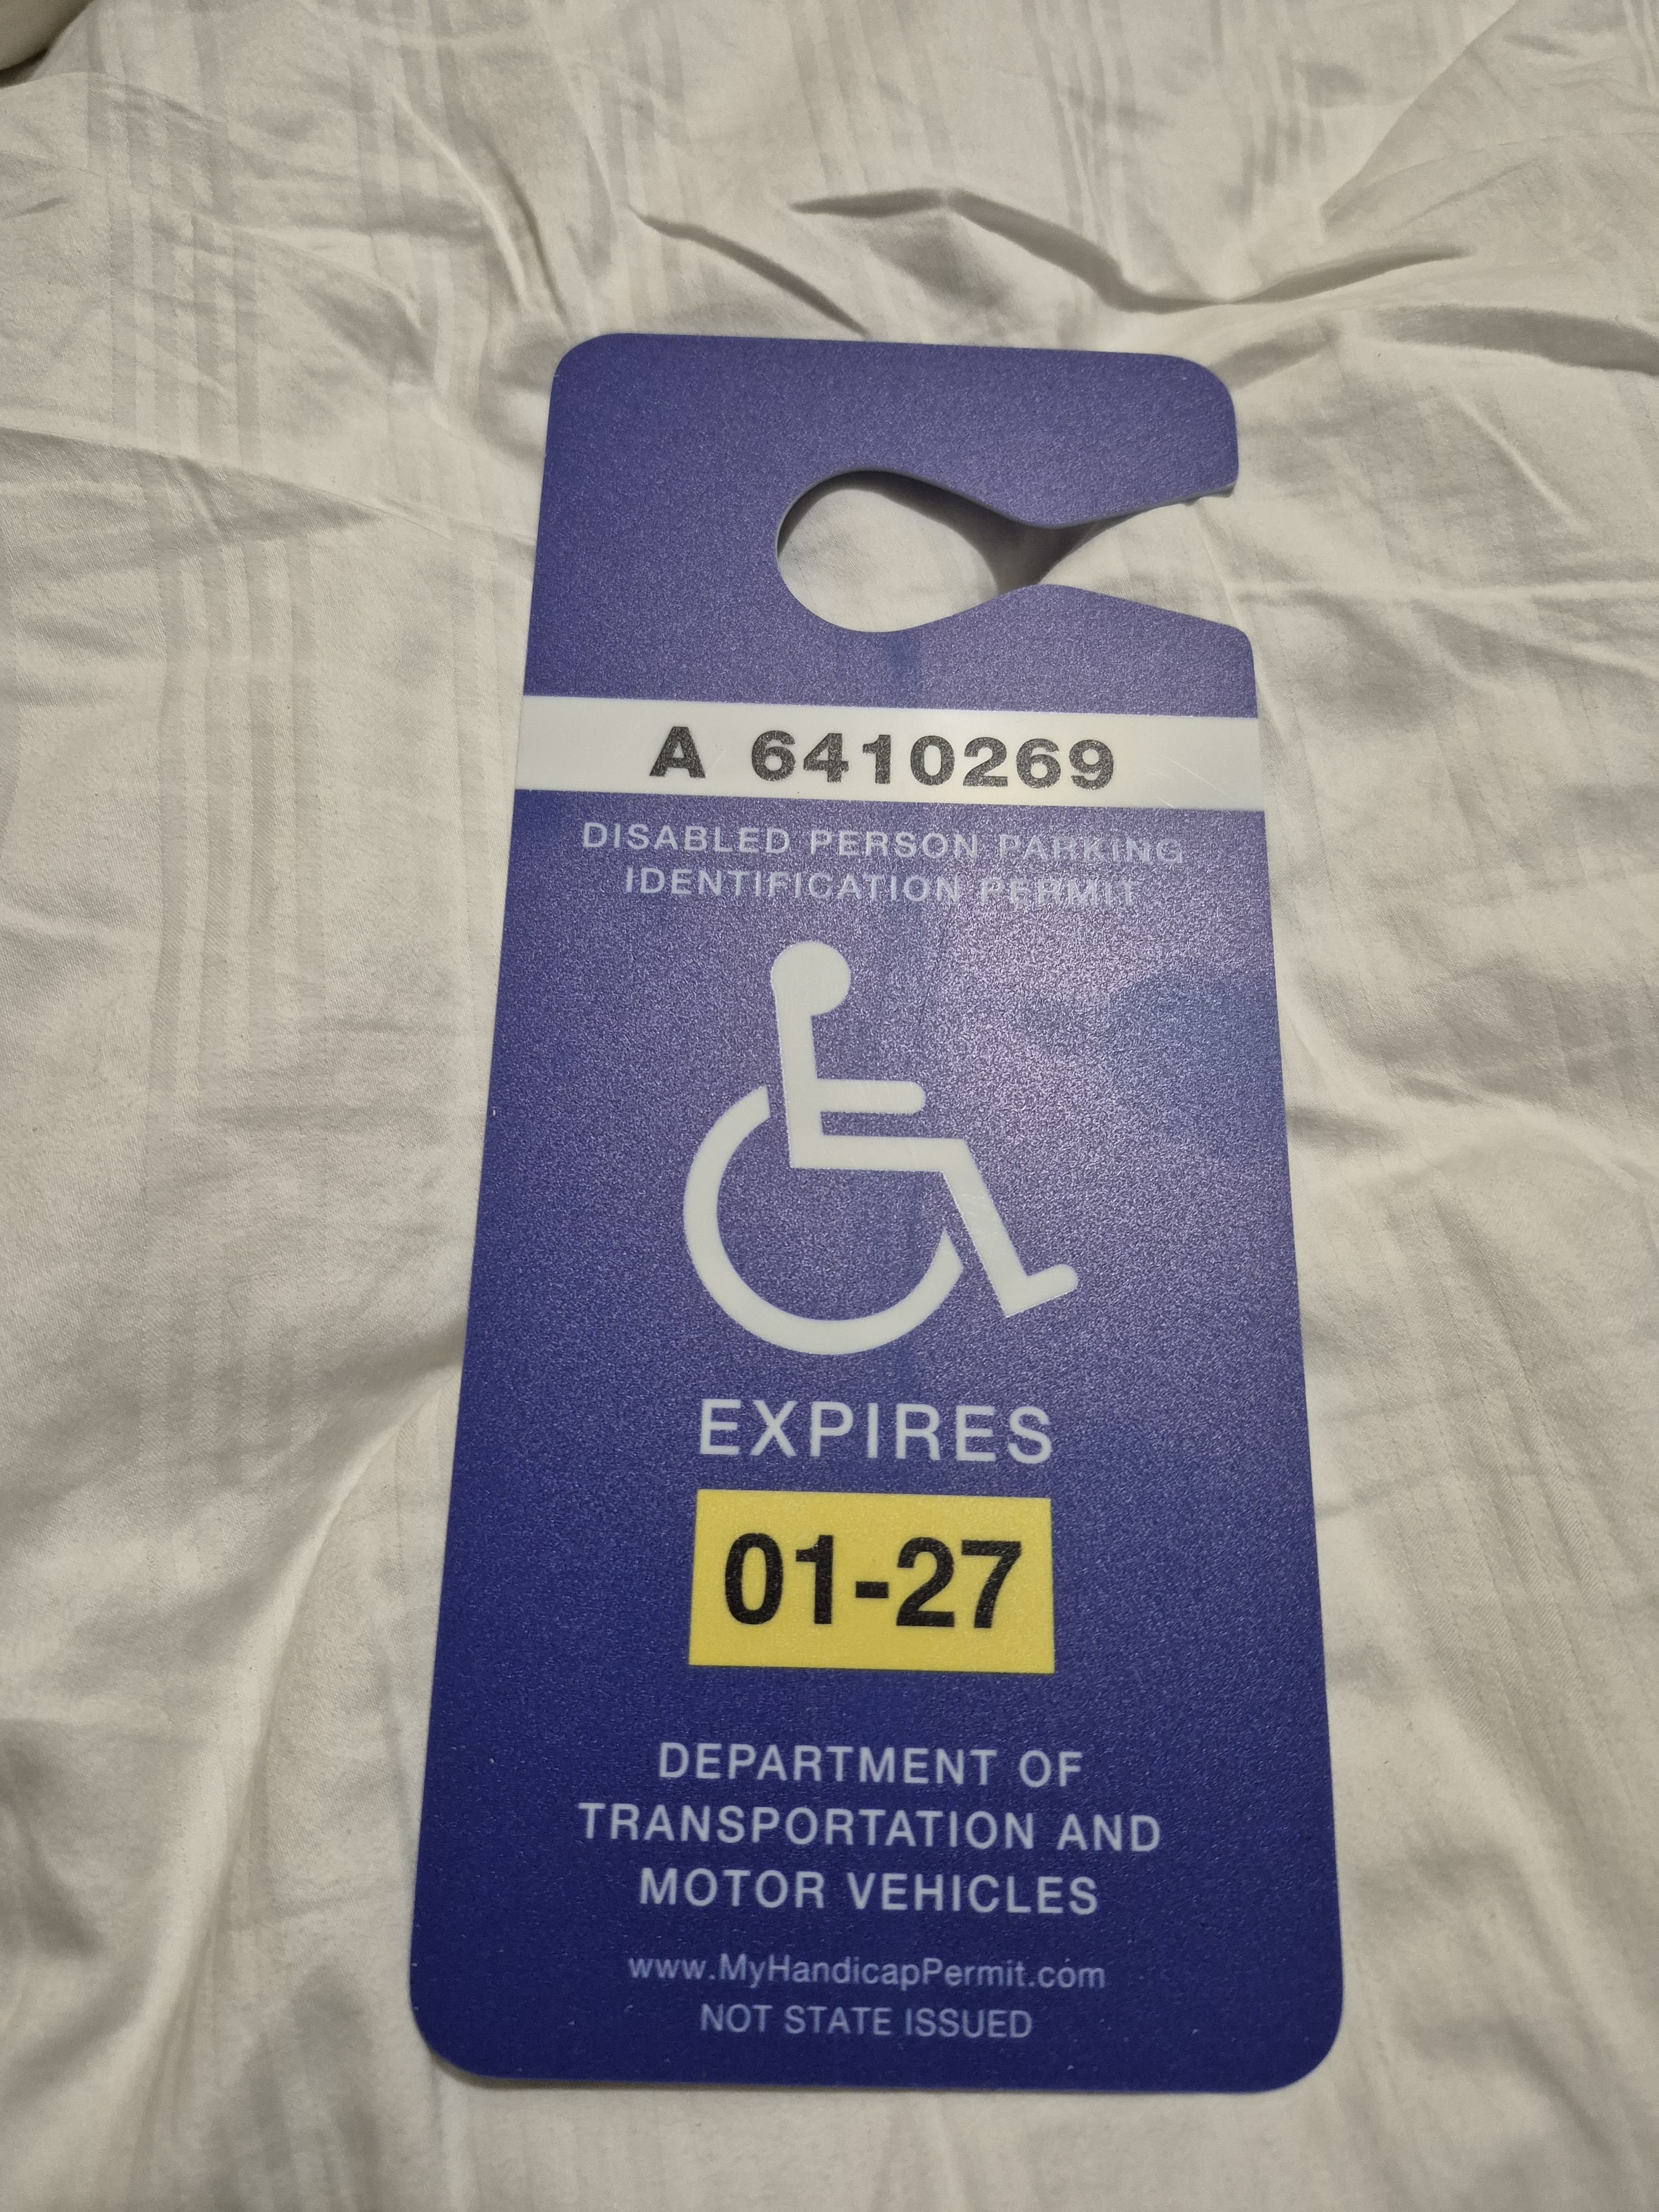 A 6410269
DISABLED PERSON PARKING
IDENTIFICATION PERMIT
EXPIRES
01-27
DEPARTMENT OF
TRANSPORTATION AND
MOTOR VEHICLES
www.MyHandicapPermit.com
NOT STATE ISSUED